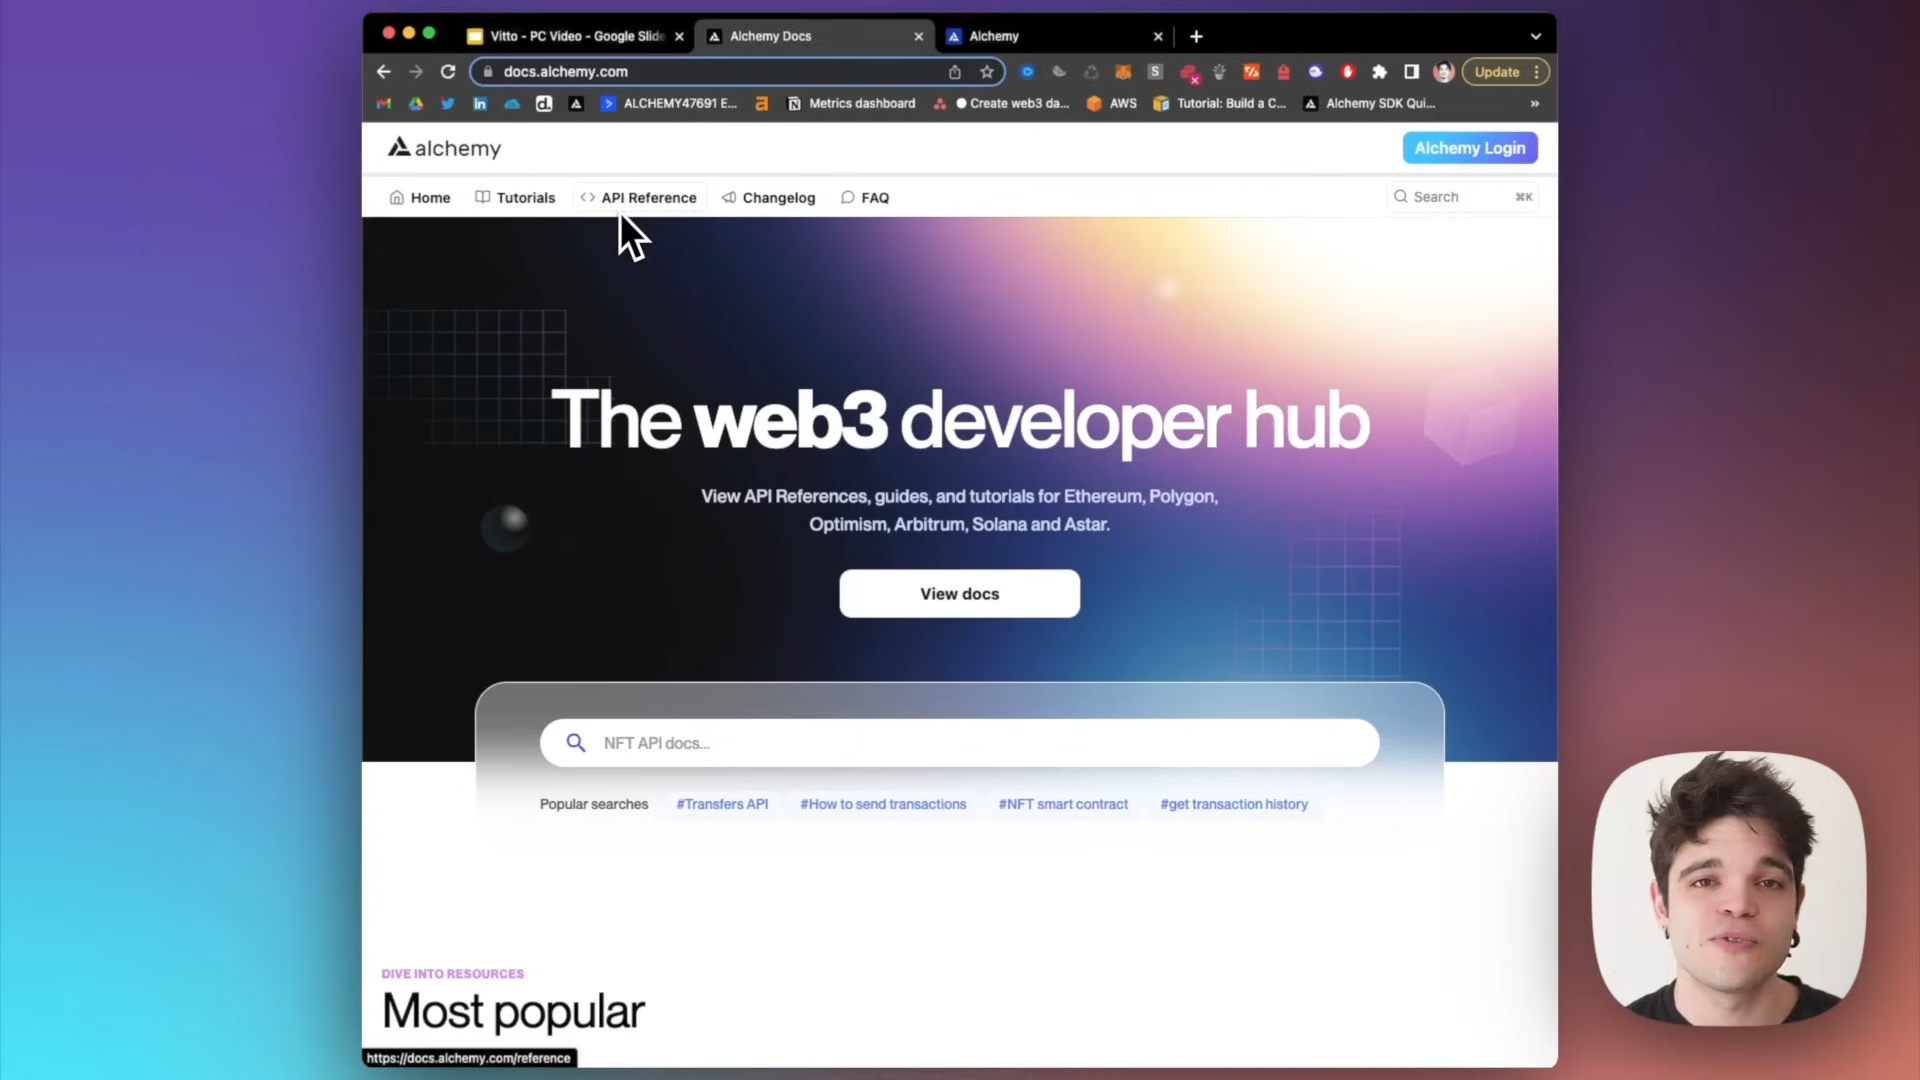 Vitto - PC Video - Google Slide
Alchemy Docs
Alchemy
docs.alchemy.com
S
Update
ALCHEMY47691 E...
Metrics dashboard
Create web3 da...
AWS
Tutorial: Build a C...
Alchemy SDK Qui...
alchemy
Alchemy Login
Home
Tutorials
API Reference
Changelog
FAQ
Search
⌘K
The web3 developer hub
View API References, guides, and tutorials for Ethereum, Polygon,
Optimism, Arbitrum, Solana and Astar.
View docs
NFT API docs...
Popular searches
#Transfers API
#How to send transactions
#NFT smart contract
#get transaction history
DIVE INTO RESOURCES
Most popular
https://docs.alchemy.com/reference